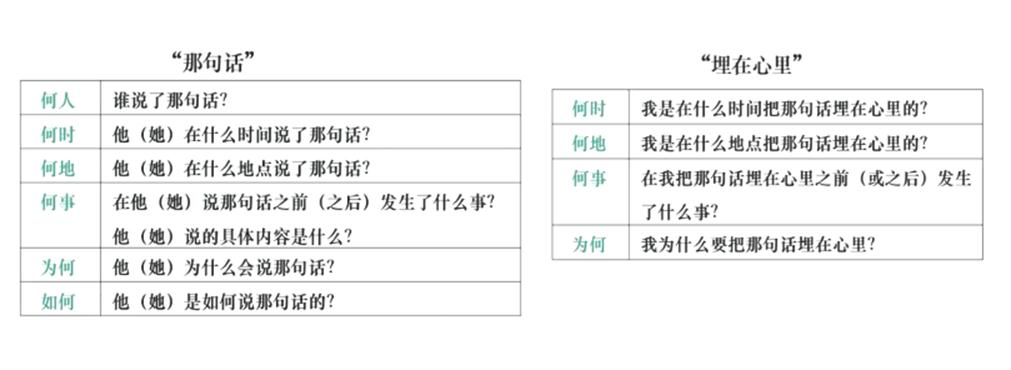 “那句话”
何人 谁说了那句话？
何时 他（她）在什么时间说了那句话？
何地 他（她）在什么地点说了那句话？
何事 在他（她）说那句话之前（之后）发生了什么事？
他（她）说的具体内容是什么？
为何 他（她）为什么会说那句话？
如何 他（她）是如何说那句话的？
“埋在心里”
何时 我是在什么时间把那句话埋在心里的？
何地 我是在什么地点把那句话埋在心里的？
何事 在我把那句话埋在心里之前（或之后）发生
了什么事？
为何 我为什么要把那句话埋在心里？